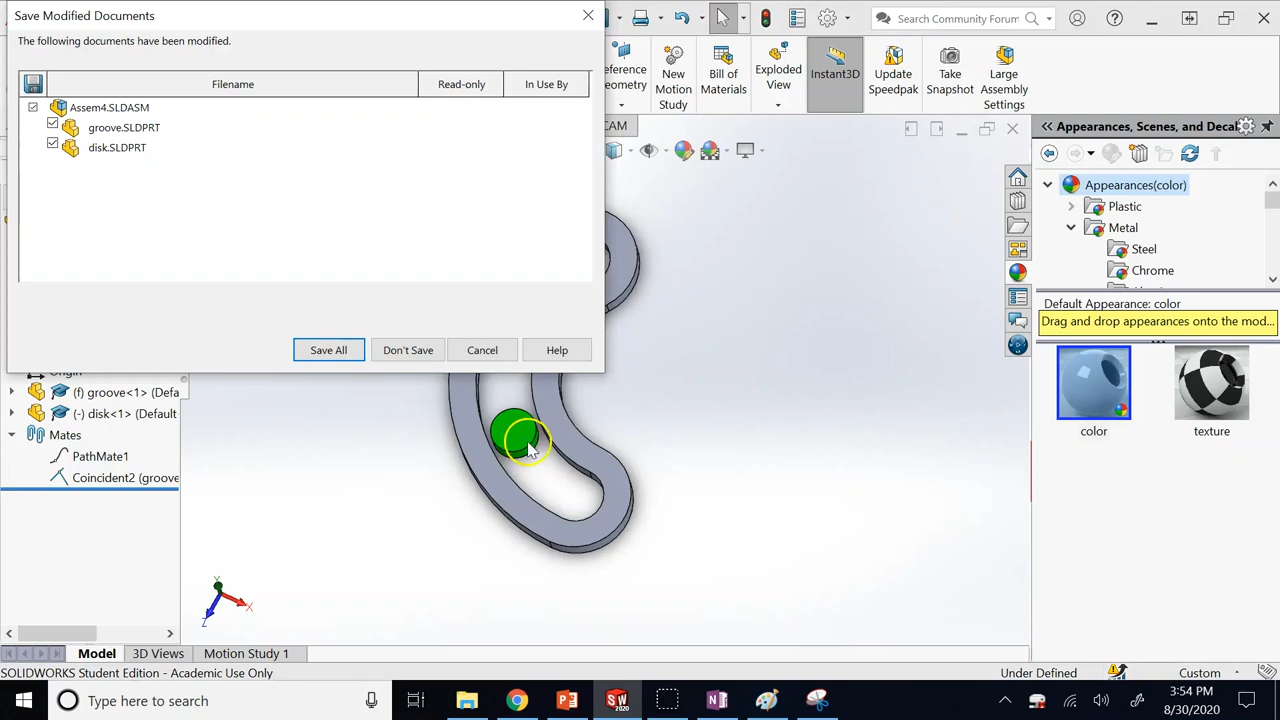 Save Modified Documents
The following documents have been modified.
Filename
Read-only
In Use By
Assem4.SLDASM
groove.SLDPRT
disk.SLDPRT
Save All
Don't Save
Cancel
Help
Search Community Forum
New
Motion
Study
Bill of
Materials
Exploded
View
Instant3D
Update
Speedpak
Take
Snapshot
Large
Assembly
Settings
Appearances, Scenes, and Decal
Appearances(color)
Plastic
Metal
Steel
Chrome
Default Appearance: color
Drag and drop appearances onto the mod...
color
texture
(f) groove<1> (Defa
(-) disk<1> (Default
Mates
PathMate1
Coincident2 (groove
Y
X
Z
Model
3D Views
Motion Study 1
SOLIDWORKS Student Edition - Academic Use Only
Under Defined
Custom
Type here to search
3:54 PM
8/30/2020